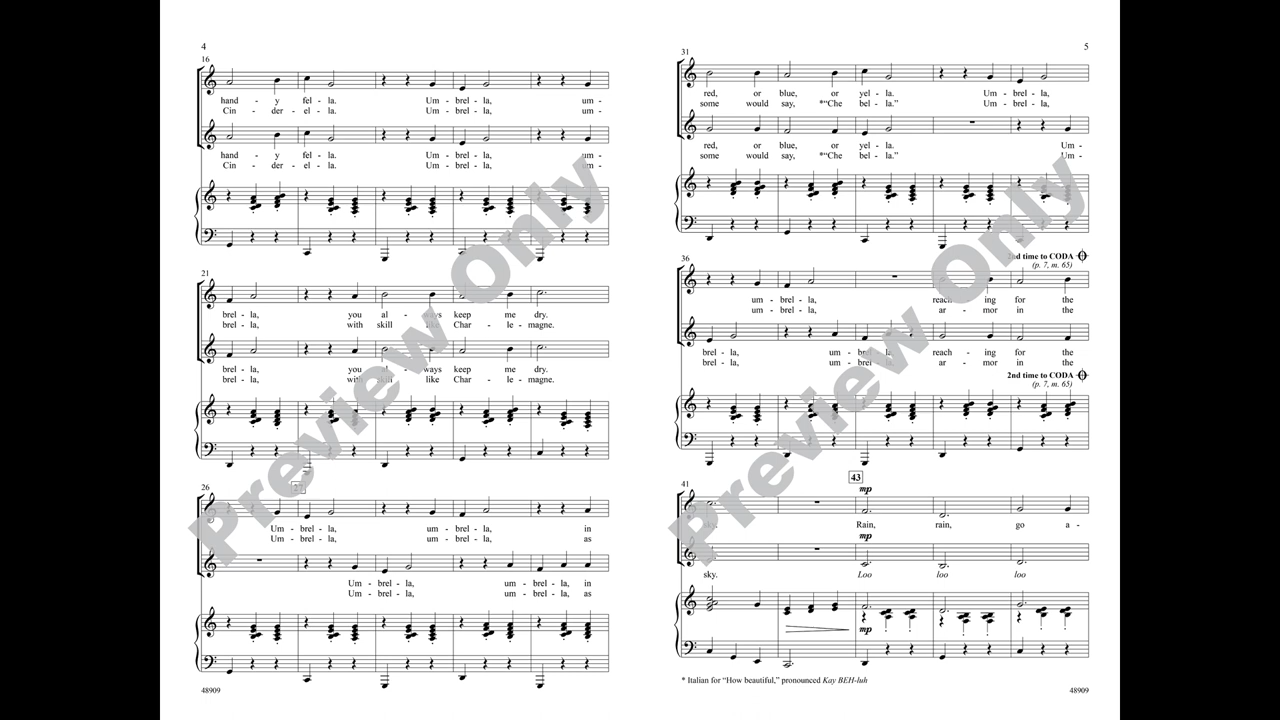 4
16
hand - y fel - la. Um - brel - la, um -
Cin - der - el - la. Um - brel - la, um -
hand - y fel - la. Um - brel - la, um -
Cin - der - el - la. Um - brel - la, um -
21
brel - la, you al - ways keep me dry.
brel - la, with skill like Char - le - magne.
brel - la, you al - ways keep me dry.
brel - la, with skill like Char - le - magne.
26
27
Um - brel - la, um - brel - la, in
Um - brel - la, um - brel - la, as
Um - brel - la, um - brel - la, in
Um - brel - la, um - brel - la, as
48909
Preview Only
5
31
red, or blue, or yel - la. Um - brel - la,
some would say, *“Che bel - la.” Um - brel - la,
red, or blue, or yel - la. Um -
some would say, *“Che bel - la.” Um -
2nd time to CODA
(p. 7, m. 65)
36
um - brel - la, reach - ing for the
um - brel - la, ar - mor in the
brel - la, um - brel - la, reach - ing for the
brel - la, um - brel - la, ar - mor in the
2nd time to CODA
(p. 7, m. 65)
41
43
mp
sky. Rain, rain, go a -
mp
sky. Loo loo loo
mp
* Italian for “How beautiful,” pronounced Kay BEH-luh
48909
Preview Only